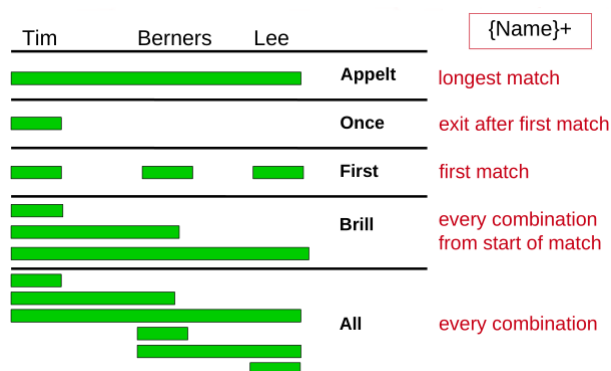 Tim Berners Lee {Name}+
Appelt longest match
Once exit after first match
First first match
Brill every combination
from start of match
All every combination